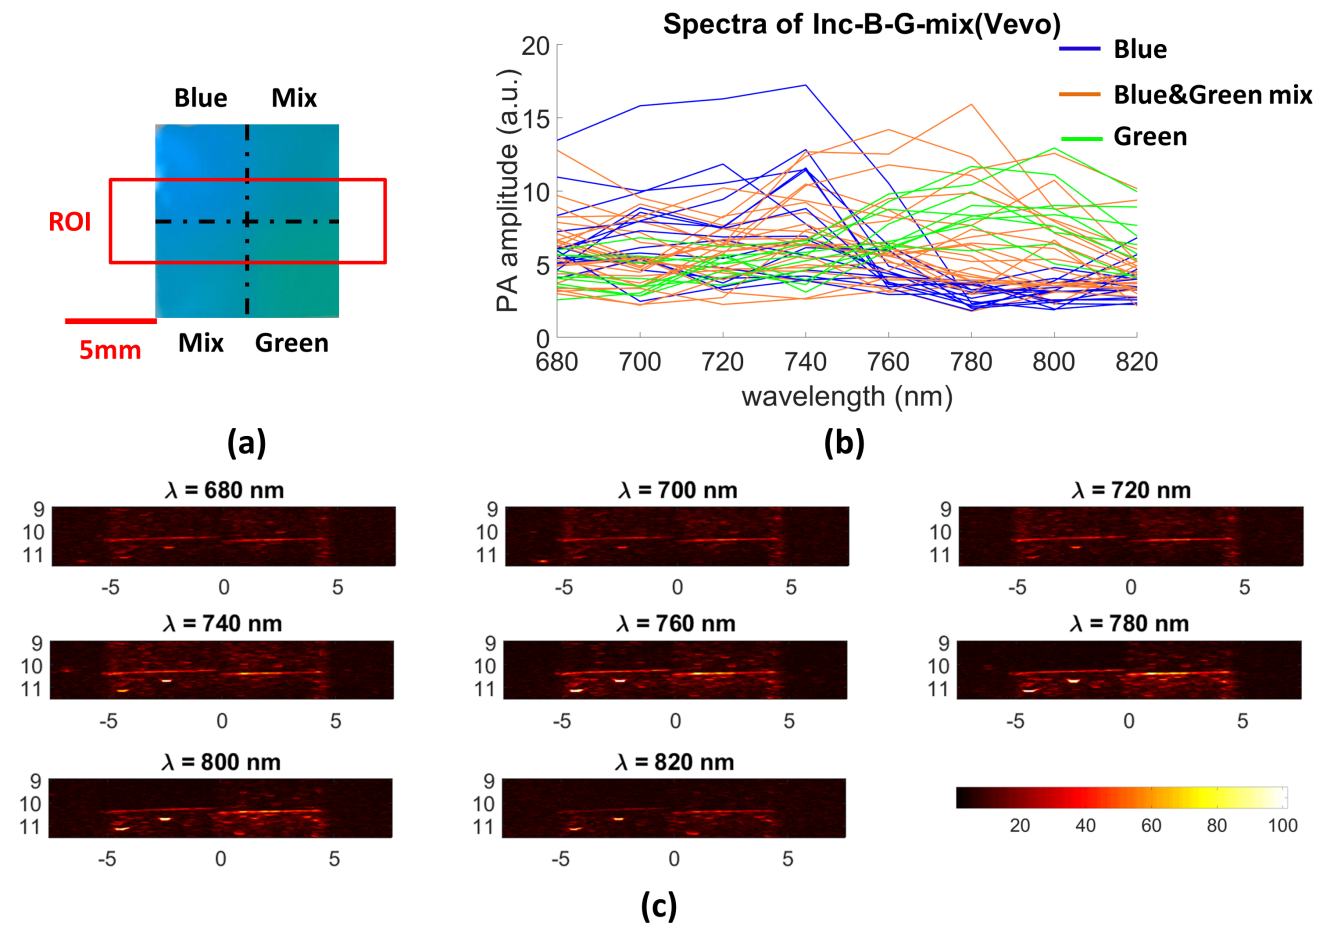 Blue Mix
ROI
Mix Green
5mm
(a)
Spectra of Inc-B-G-mix(Vevo)
Blue
Blue&Green mix
Green
PA amplitude (a.u.)
20
15
10
5
0
680 700 720 740 760 780 800 820
wavelength (nm)
(b)
λ = 680 nm
9
10
11
-5 0 5
λ = 700 nm
9
10
11
-5 0 5
λ = 720 nm
9
10
11
-5 0 5
λ = 740 nm
9
10
11
-5 0 5
λ = 760 nm
9
10
11
-5 0 5
λ = 780 nm
9
10
11
-5 0 5
λ = 800 nm
9
10
11
-5 0 5
λ = 820 nm
9
10
11
-5 0 5
20 40 60 80 100
(c)